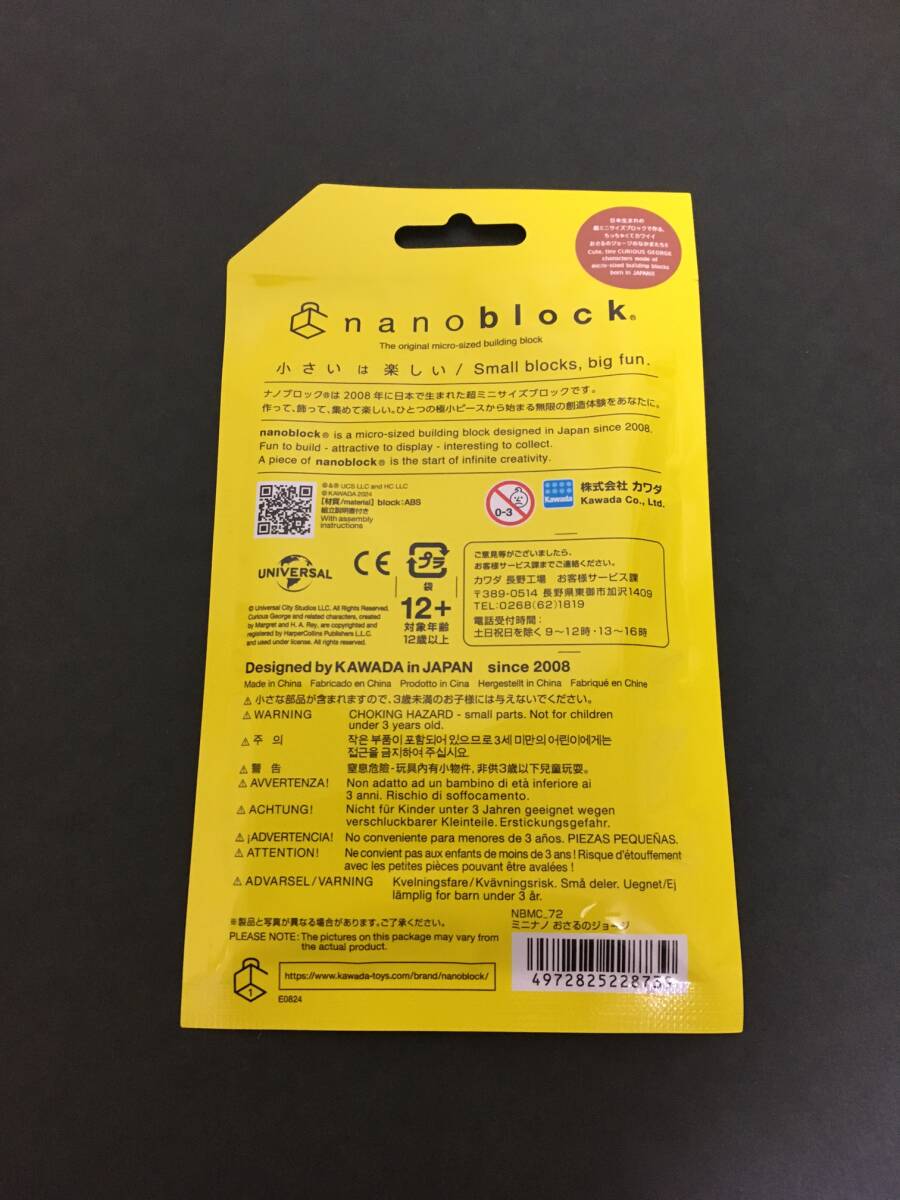 日本生まれの
超ミニサイズブロックで作る、
ちっちゃくてカワイイ
おさるのジョージのなかまたち♪
Cute, tiny CURIOUS GEORGE
characters made of
micro-sized building blocks
born in JAPAN!!
nanoblock®
The original micro-sized building block
小さい は 楽しい / Small blocks, big fun.
ナノブロック®は2008年に日本で生まれた超ミニサイズブロックです。
作って、飾って、集めて楽しい。ひとつの極小ピースから始まる無限の創造体験をあなたに。
nanoblock® is a micro-sized building block designed in Japan since 2008.
Fun to build - attractive to display - interesting to collect.
A piece of nanoblock® is the start of infinite creativity.
©&® UCS LLC and HC LLC
© KAWADA 2024
【材質/material】block:ABS
組立説明書付き
With assembly
instructions
0-3
Kawada
株式会社 カワダ
Kawada Co., Ltd.
UNIVERSAL
CE
プラ
袋
12+
対象年齢
12歳以上
© Universal City Studios LLC. All Rights Reserved.
Curious George and related characters, created by
Margret and H. A. Rey, are copyrighted and
registered by HarperCollins Publishers L.L.C.
and used under license. All rights reserved.
ご意見等がございましたら、
お客様サービス課までご連絡ください。
カワダ 長野工場 お客様サービス課
〒389-0514 長野県東御市加沢1409
TEL:0268(62)1819
電話受付時間:
土日祝日を除く 9〜12時・13〜16時
Designed by KAWADA in JAPAN since 2008
Made in China Fabricado en China Prodotto in Cina Hergestellt in China Fabriqué en Chine
⚠小さな部品が含まれますので、3歳未満のお子様には与えないでください。
⚠WARNING CHOKING HAZARD - small parts. Not for children
under 3 years old.
⚠주 의 작은 부품이 포함되어 있으므로 3세 미만의 어린이에게는
접근을 금지하여 주십시요.
⚠警 告 窒息危險-玩具內有小物件, 非供3歲以下兒童玩耍。
⚠AVVERTENZA! Non adatto ad un bambino di età inferiore ai
3 anni. Rischio di soffocamento.
⚠ACHTUNG! Nicht für Kinder unter 3 Jahren geeignet wegen
verschluckbarer Kleinteile. Erstickungsgefahr.
⚠¡ADVERTENCIA! No conveniente para menores de 3 años. PIEZAS PEQUEÑAS.
⚠ATTENTION! Ne convient pas aux enfants de moins de 3 ans! Risque d'étouffement
avec les petites pièces pouvant être avalées!
⚠ADVARSEL/VARNING Kvelningsfare/Kvävningsrisk. Små deler. Uegnet/Ej
lämplig for barn under 3 år.
※製品と写真が異なる場合があります。ご了承ください。
PLEASE NOTE: The pictures on this package may vary from
the actual product.
NBMC_72
ミニナノ おさるのジョージ
1
https://www.kawada-toys.com/brand/nanoblock/
E0824